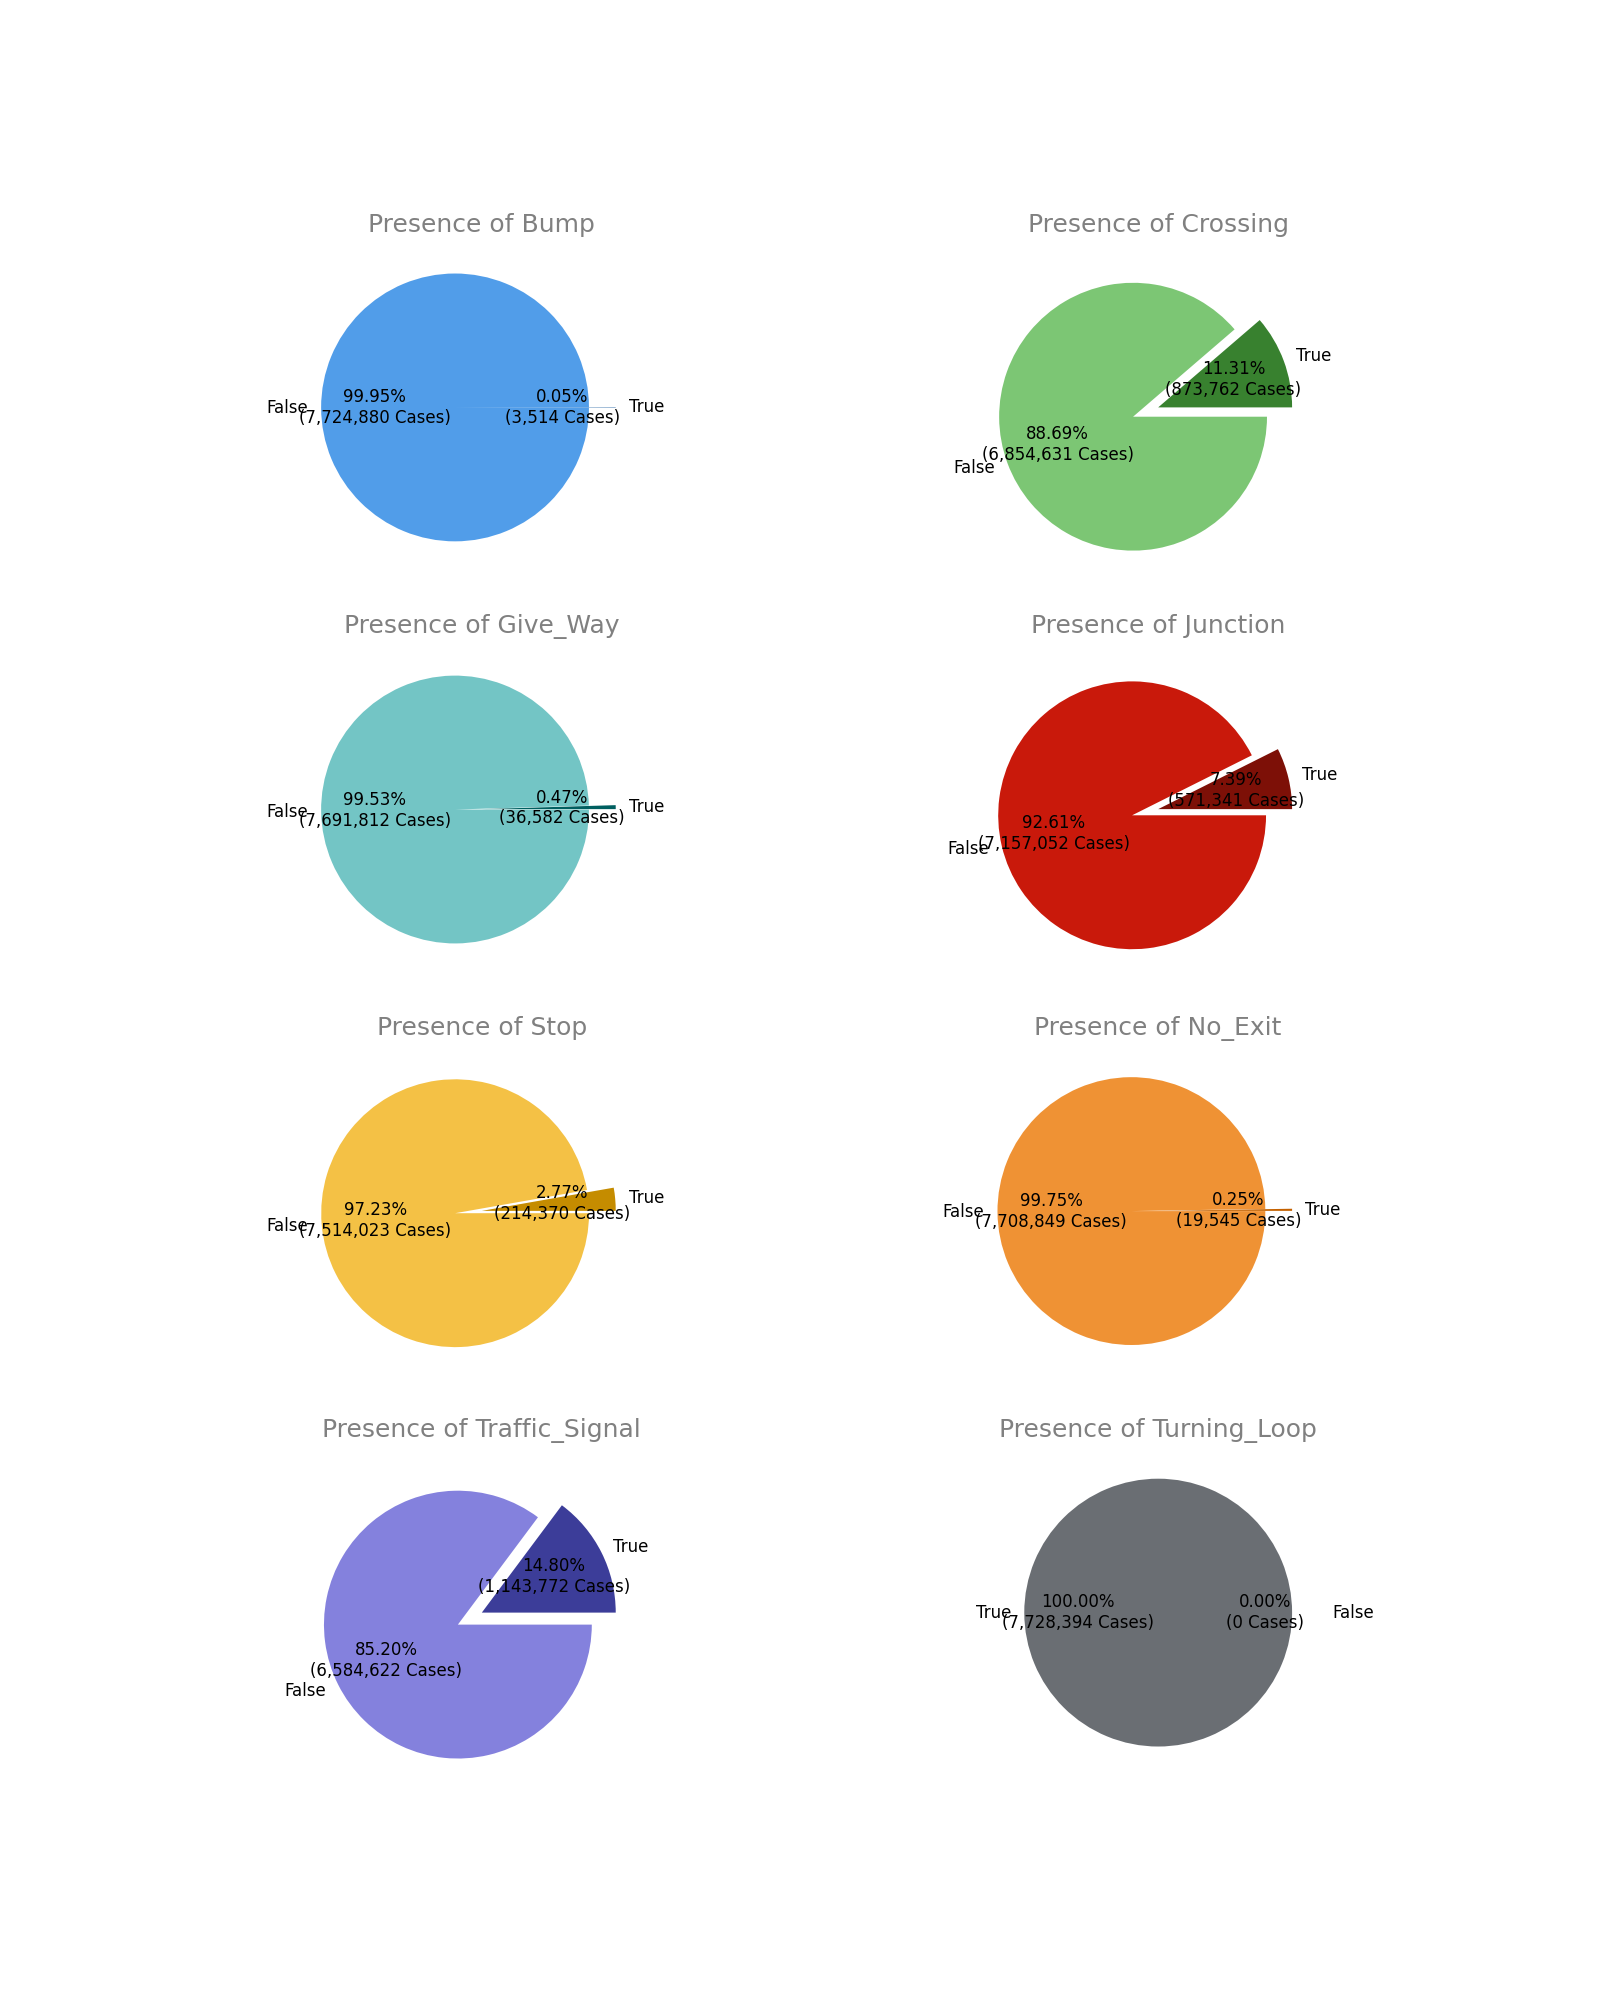 Presence of Bump
99.95%
(7,724,880 Cases)
False
0.05%
(3,514 Cases)
True
Presence of Crossing
11.31%
(873,762 Cases)
True
88.69%
(6,854,631 Cases)
False
Presence of Give_Way
99.53%
(7,691,812 Cases)
False
0.47%
(36,582 Cases)
True
Presence of Junction
7.39%
(571,341 Cases)
True
92.61%
(7,157,052 Cases)
False
Presence of Stop
97.23%
(7,514,023 Cases)
False
2.77%
(214,370 Cases)
True
Presence of No_Exit
99.75%
(7,708,849 Cases)
False
0.25%
(19,545 Cases)
True
Presence of Traffic_Signal
14.80%
(1,143,772 Cases)
True
85.20%
(6,584,622 Cases)
False
Presence of Turning_Loop
100.00%
(7,728,394 Cases)
True
0.00%
(0 Cases)
False